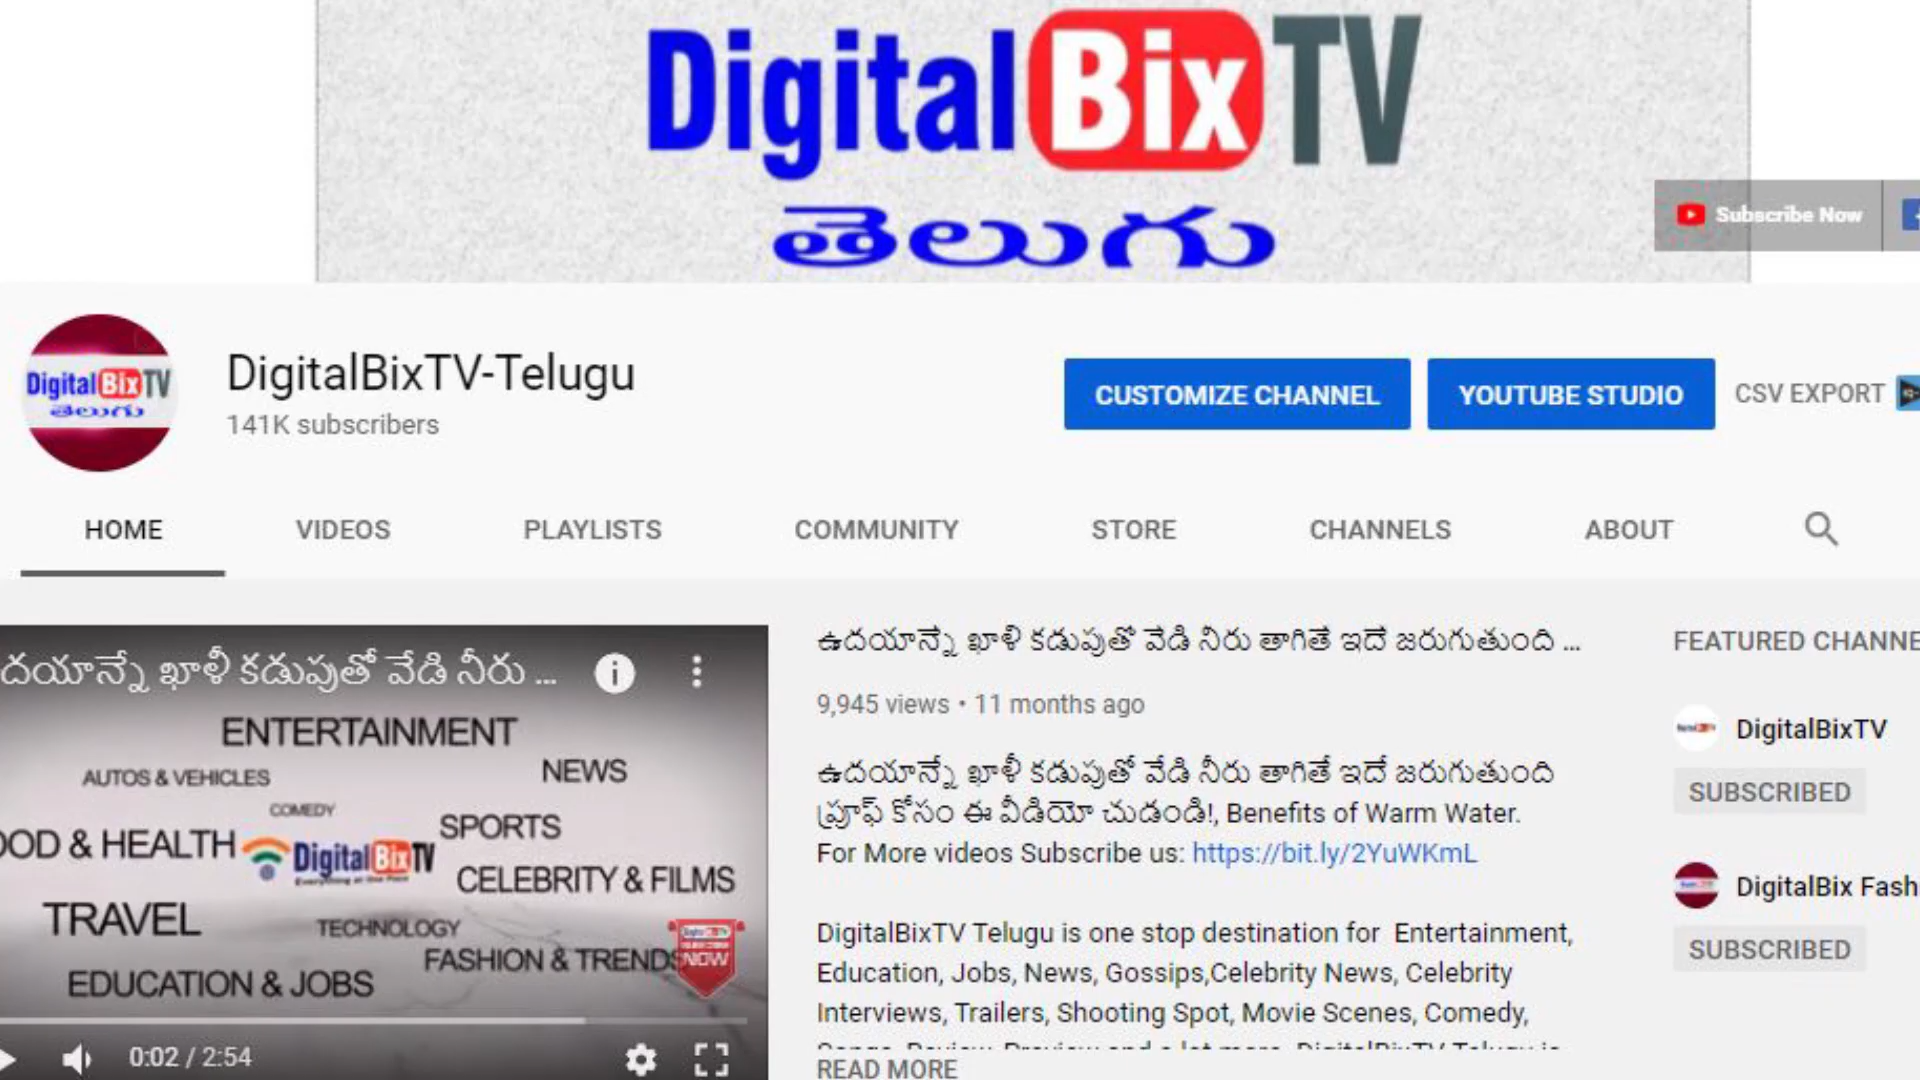 DigitalBixTV
తెలుగు
Subscribe Now
DigitalBixTV
తెలుగు
DigitalBixTV-Telugu
141K subscribers
CUSTOMIZE CHANNEL
YOUTUBE STUDIO
CSV EXPORT
HOME
VIDEOS
PLAYLISTS
COMMUNITY
STORE
CHANNELS
ABOUT
దయాన్నే ఖాళీ కడుపుతో వేడి నీరు ...
ENTERTAINMENT
AUTOS & VEHICLES
NEWS
COMEDY
OOD & HEALTH
DigitalBixTV
Everything at One Place
SPORTS
CELEBRITY & FILMS
TRAVEL
TECHNOLOGY
FASHION & TRENDS
NOW
EDUCATION & JOBS
0:02 / 2:54
ఉదయాన్నే ఖాళీ కడుపుతో వేడి నీరు తాగితే ఇదే జరుగుతుంది ...
9,945 views • 11 months ago
ఉదయాన్నే ఖాళీ కడుపుతో వేడి నీరు తాగితే ఇదే జరుగుతుంది
ప్రూఫ్ కోసం ఈ వీడియో చుడండి!, Benefits of Warm Water.
For More videos Subscribe us: https://bit.ly/2YuWKmL
DigitalBixTV Telugu is one stop destination for Entertainment,
Education, Jobs, News, Gossips,Celebrity News, Celebrity
Interviews, Trailers, Shooting Spot, Movie Scenes, Comedy,
READ MORE
FEATURED CHANNE
DigitalBixTV
SUBSCRIBED
DigitalBix Fash
SUBSCRIBED